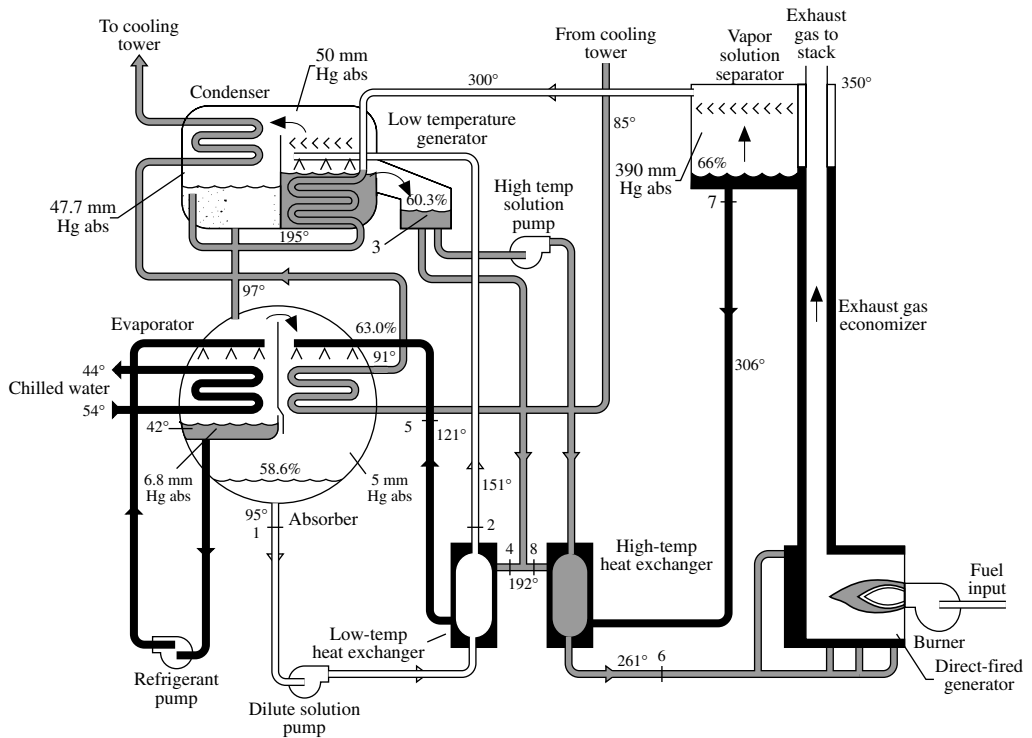 To cooling
tower
50 mm
Hg abs
From cooling
tower
Vapor
solution
separator
Exhaust
gas to
stack
Condenser
300°
350°
Low temperature
generator
85°
390 mm
Hg abs
66%
47.7 mm
Hg abs
60.3%
High temp
solution
pump
7
195°
3
97°
Evaporator
63.0%
91°
Exhaust gas
economizer
44°
Chilled water
54°
306°
42°
5
121°
6.8 mm
Hg abs
58.6%
5 mm
Hg abs
151°
95°
1
Absorber
2
4
8
192°
High-temp
heat exchanger
Fuel
input
Low-temp
heat exchanger
Burner
261°
6
Direct-fired
generator
Refrigerant
pump
Dilute solution
pump